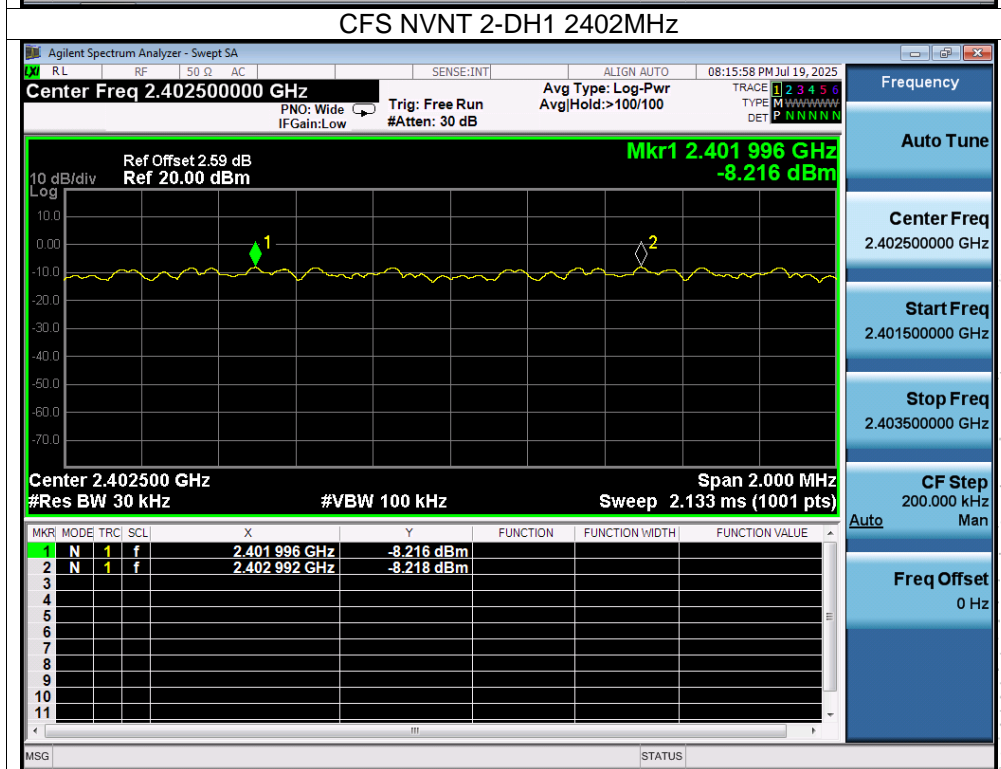 CFS NVNT 2-DH1 2402MHz
Agilent Spectrum Analyzer - Swept SA
LXI RL RF 50 Ω AC SENSE:INT ALIGN AUTO 08:15:58 PM Jul 19, 2025
Center Freq 2.402500000 GHz
PNO: Wide
IFGain:Low
Trig: Free Run
#Atten: 30 dB
Avg Type: Log-Pwr
Avg|Hold:>100/100
TRACE 1 2 3 4 5 6
TYPE M WWWWW
DET P N N N N N
Mkr1 2.401 996 GHz
-8.216 dBm
Ref Offset 2.59 dB
10 dB/div Ref 20.00 dBm
Log
10.0
0.00
-10.0
-20.0
-30.0
-40.0
-50.0
-60.0
-70.0
1
2
Center 2.402500 GHz Span 2.000 MHz
#Res BW 30 kHz #VBW 100 kHz Sweep 2.133 ms (1001 pts)
MKR MODE TRC SCL X Y FUNCTION FUNCTION WIDTH FUNCTION VALUE
1 N 1 f 2.401 996 GHz -8.216 dBm
2 N 1 f 2.402 992 GHz -8.218 dBm
3
4
5
6
7
8
9
10
11
MSG STATUS
Frequency
Auto Tune
Center Freq
2.402500000 GHz
Start Freq
2.401500000 GHz
Stop Freq
2.403500000 GHz
CF Step
200.000 kHz
Auto Man
Freq Offset
0 Hz